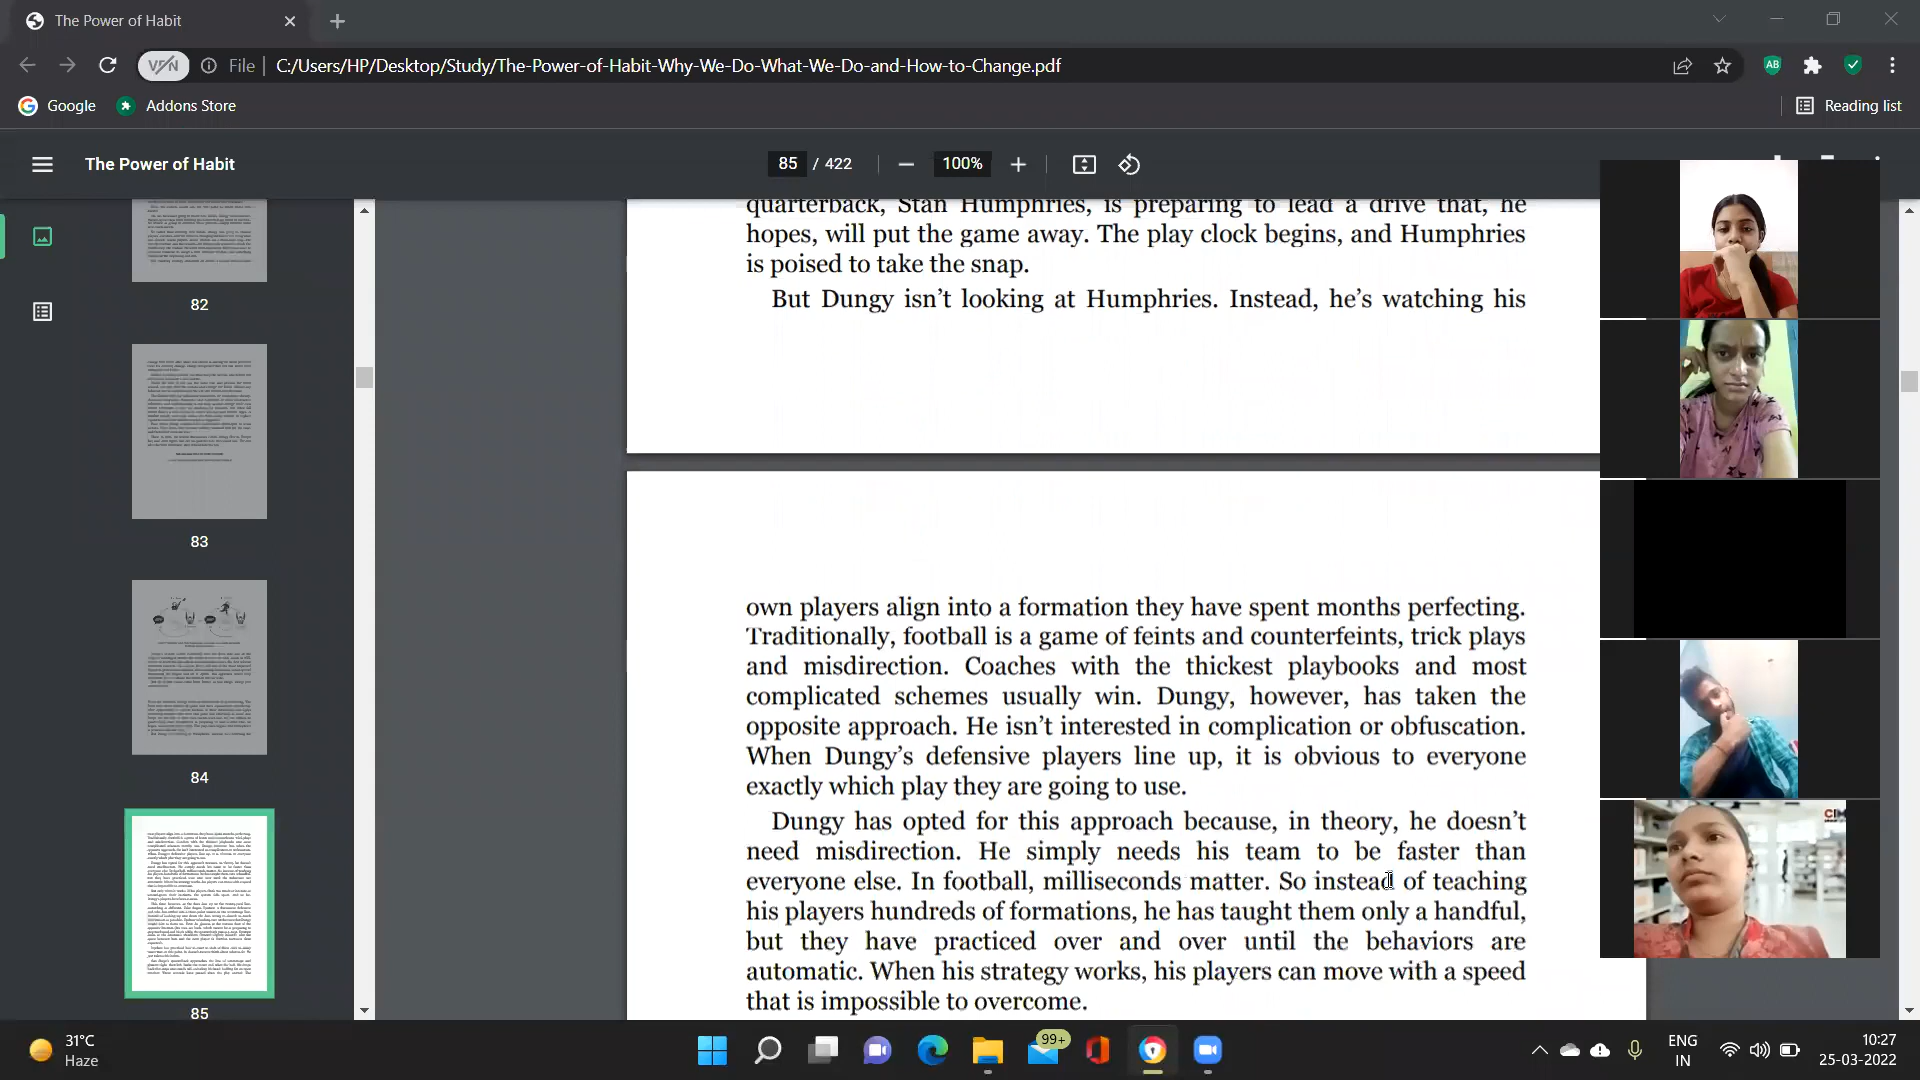 The Power of Habit
VPN
File
C:/Users/HP/Desktop/Study/The-Power-of-Habit-Why-We-Do-What-We-Do-and-How-to-Change.pdf
AB
Google
Addons Store
Reading list
The Power of Habit
85 / 422
100%
82
83
84
85
quarterback, Stan Humphries, is preparing to lead a drive that, he
hopes, will put the game away. The play clock begins, and Humphries
is poised to take the snap.
But Dungy isn't looking at Humphries. Instead, he's watching his
own players align into a formation they have spent months perfecting.
Traditionally, football is a game of feints and counterfeints, trick plays
and misdirection. Coaches with the thickest playbooks and most
complicated schemes usually win. Dungy, however, has taken the
opposite approach. He isn't interested in complication or obfuscation.
When Dungy's defensive players line up, it is obvious to everyone
exactly which play they are going to use.
Dungy has opted for this approach because, in theory, he doesn't
need misdirection. He simply needs his team to be faster than
everyone else. In football, milliseconds matter. So instead of teaching
his players hundreds of formations, he has taught them only a handful,
but they have practiced over and over until the behaviors are
automatic. When his strategy works, his players can move with a speed
that is impossible to overcome.
31°C
Haze
99+
ENG
IN
10:27
25-03-2022